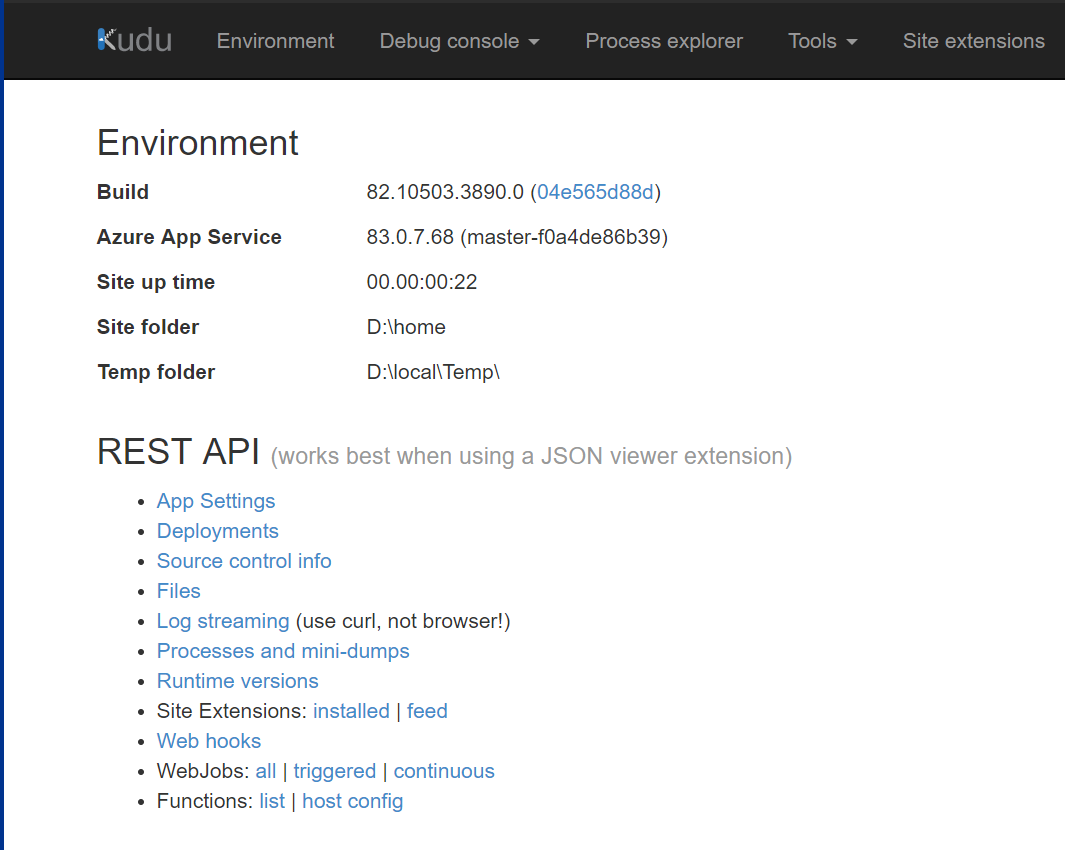 Kudu Environment Debug console Process explorer Tools Site extensions
Environment
Build 82.10503.3890.0 (04e565d88d)
Azure App Service 83.0.7.68 (master-f0a4de86b39)
Site up time 00.00:00:22
Site folder D:\home
Temp folder D:\local\Temp\
REST API (works best when using a JSON viewer extension)
• App Settings
• Deployments
• Source control info
• Files
• Log streaming (use curl, not browser!)
• Processes and mini-dumps
• Runtime versions
• Site Extensions: installed | feed
• Web hooks
• WebJobs: all | triggered | continuous
• Functions: list | host config